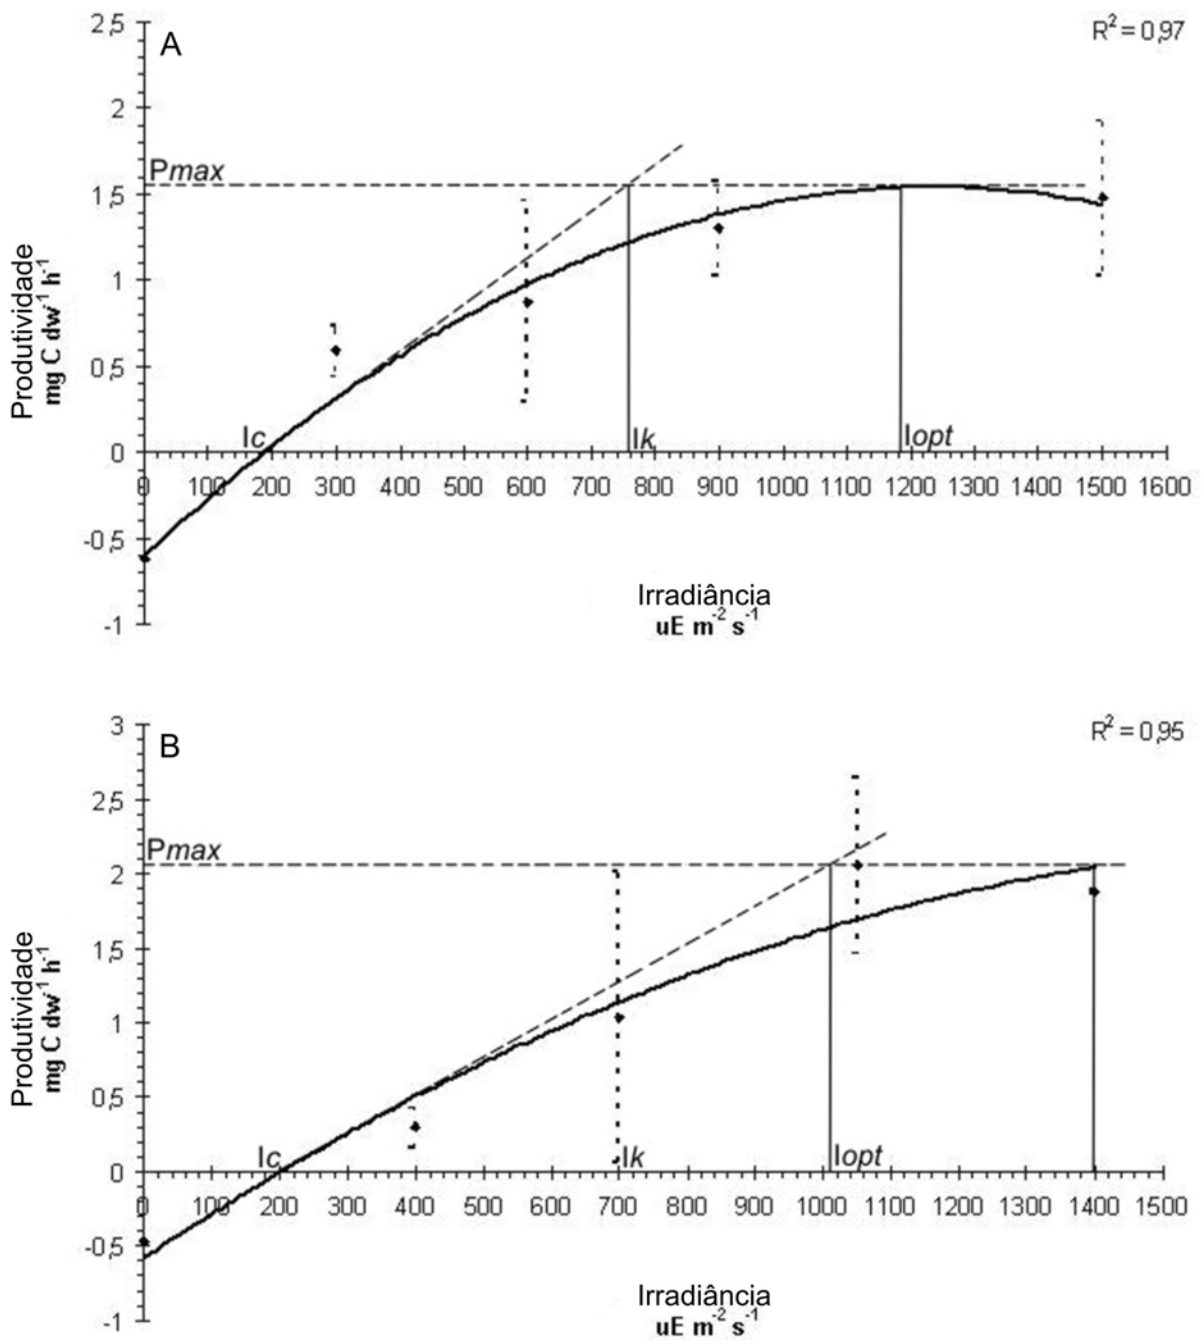 2,5
A
R² = 0,97
2
Pmax
1,5
1
0,5
Ic
Ik
Iopt
0
0 100 200 300 400 500 600 700 800 900 1000 1100 1200 1300 1400 1500 1600
-0,5
-1
Produtividade
mg C dw⁻¹ h⁻¹
Irradiância
uE m⁻² s⁻¹
3
B
R² = 0,95
2,5
Pmax
2
1,5
1
0,5
Ic
Ik
Iopt
0
0 100 200 300 400 500 600 700 800 900 1000 1100 1200 1300 1400 1500
-0,5
-1
Produtividade
mg C dw⁻¹ h⁻¹
Irradiância
uE m⁻² s⁻¹